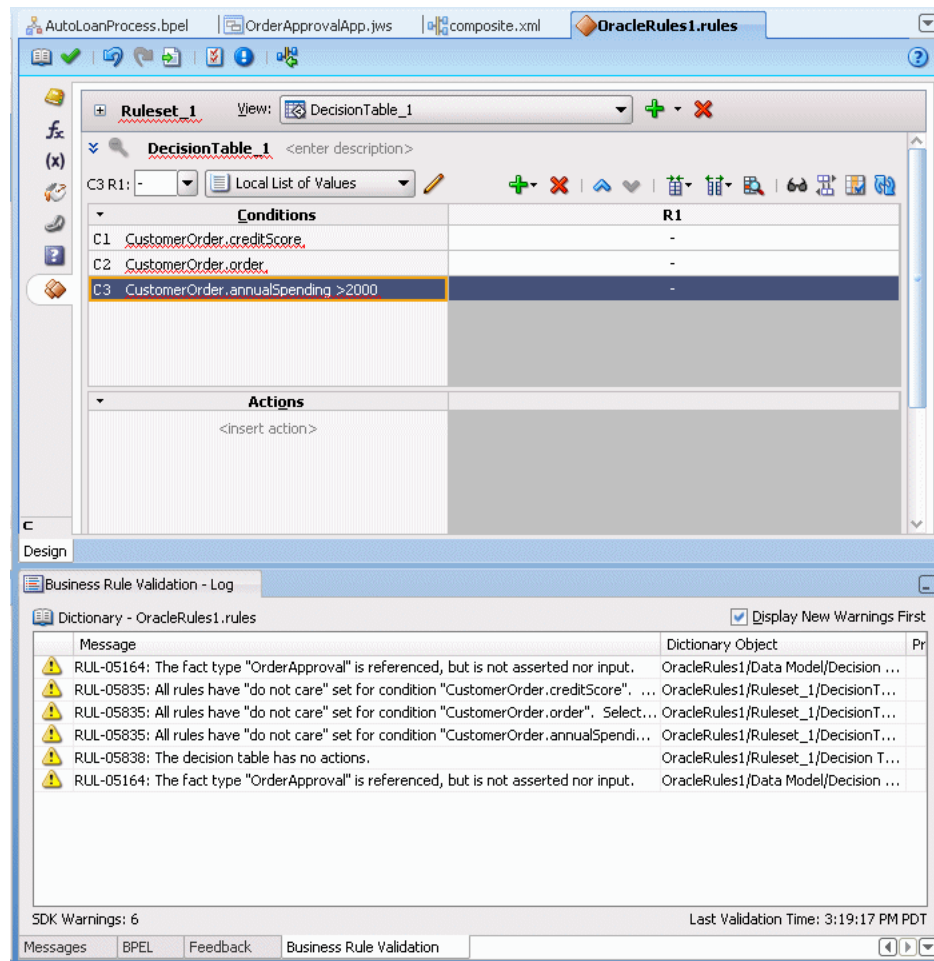 AutoLoanProcess.bpel OrderApprovalApp.jws composite.xml OracleRules1.rules
Ruleset_1 View: DecisionTable_1
fx
DecisionTable_1 <enter description>
(x)
C3 R1: - Local List of Values
Conditions R1
C1 CustomerOrder.creditScore -
C2 CustomerOrder.order -
C3 CustomerOrder.annualSpending >2000 -
Actions
<insert action>
Design
Business Rule Validation - Log
Dictionary - OracleRules1.rules Display New Warnings First
Message Dictionary Object Pr
RUL-05164: The fact type "OrderApproval" is referenced, but is not asserted nor input. OracleRules1/Data Model/Decision ...
RUL-05835: All rules have "do not care" set for condition "CustomerOrder.creditScore". ... OracleRules1/Ruleset_1/DecisionT...
RUL-05835: All rules have "do not care" set for condition "CustomerOrder.order". Select... OracleRules1/Ruleset_1/DecisionT...
RUL-05835: All rules have "do not care" set for condition "CustomerOrder.annualSpendi... OracleRules1/Ruleset_1/DecisionT...
RUL-05838: The decision table has no actions. OracleRules1/Ruleset_1/Decision T...
RUL-05164: The fact type "OrderApproval" is referenced, but is not asserted nor input. OracleRules1/Data Model/Decision ...
SDK Warnings: 6 Last Validation Time: 3:19:17 PM PDT
Messages BPEL Feedback Business Rule Validation